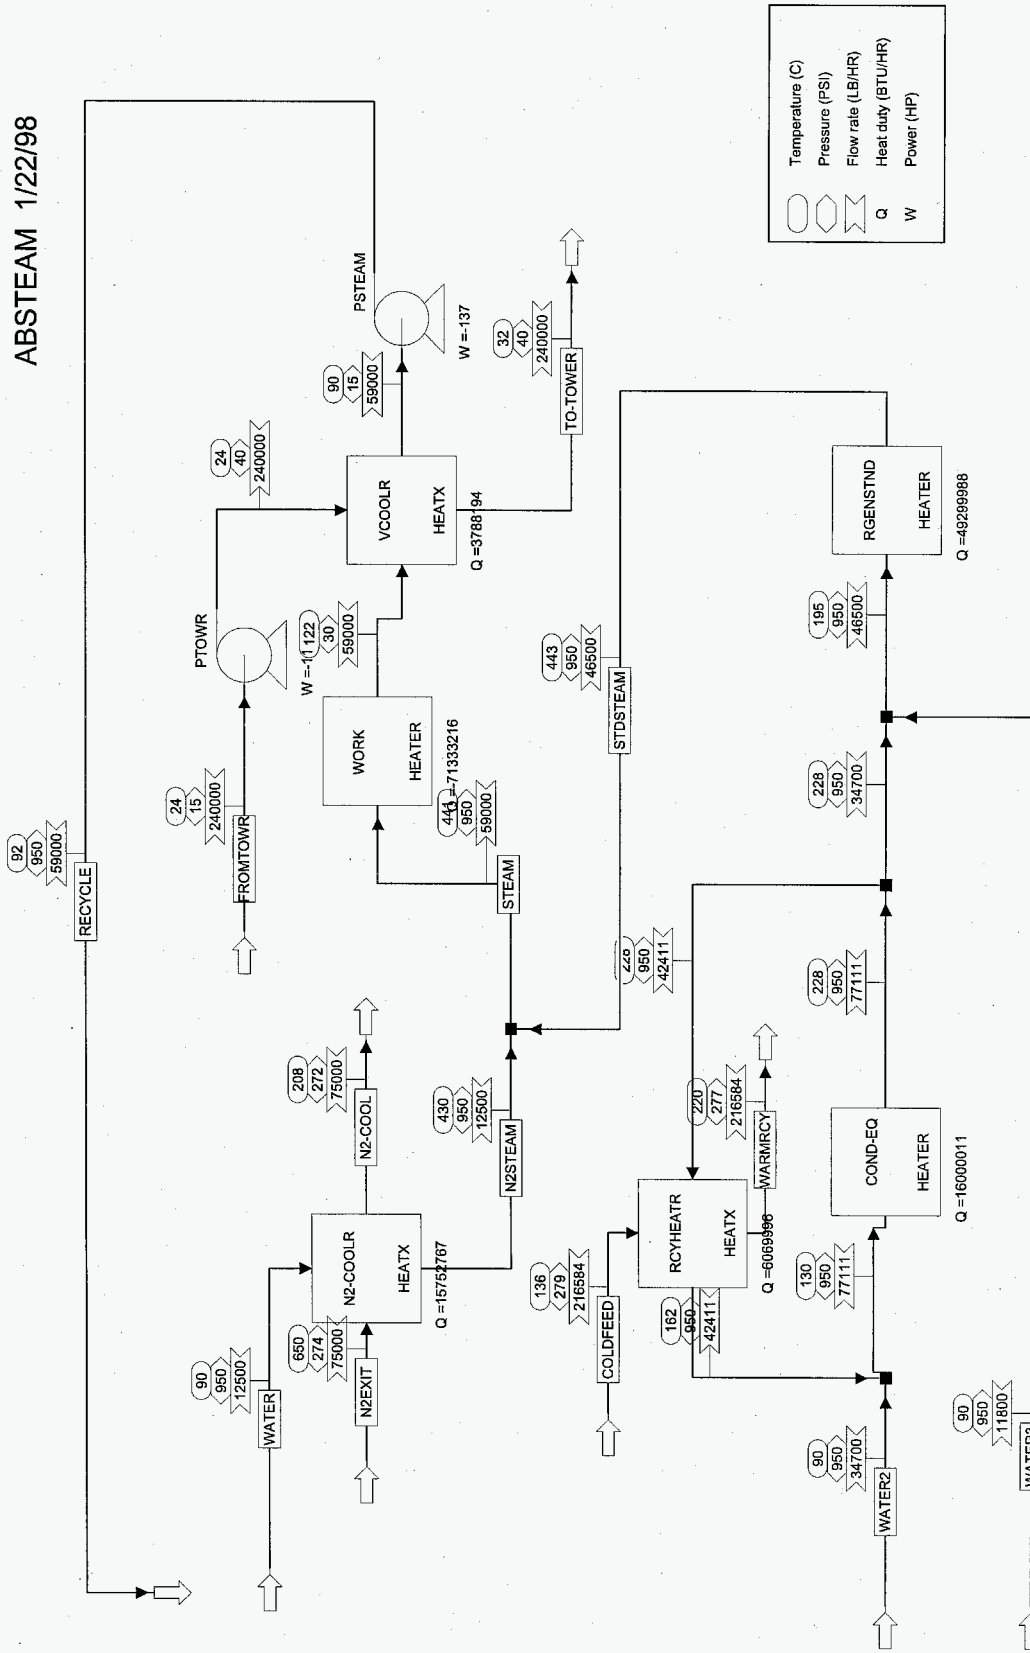 ABSTEAM 1/22/98
92
950
59000
RECYCLE
24
15
240000
FROMTOWR
PTOWR
W =-11
24
40
240000
122
30
59000
VCOOLR
HEATX
Q =3788194
90
15
59000
PSTEAM
W =-137
32
40
240000
TO-TOWER
WORK
HEATER
Q =-71333216
441
950
59000
STEAM
90
950
12500
WATER
650
274
75000
N2EXIT
N2-COOLR
HEATX
Q =15752767
208
272
75000
N2-COOL
430
950
12500
N2STEAM
443
950
46500
STDSTEAM
136
279
216584
COLDFEED
RCYHEATR
HEATX
Q =6069996
162
950
42411
220
277
216584
WARMRCY
228
950
42411
90
950
34700
WATER2
130
950
77111
COND-EQ
HEATER
Q =16000011
228
950
77111
228
950
34700
195
950
46500
RGENSTND
HEATER
Q =49299988
90
950
11800
Temperature (C)
Pressure (PSI)
Flow rate (LB/HR)
Q Heat duty (BTU/HR)
W Power (HP)